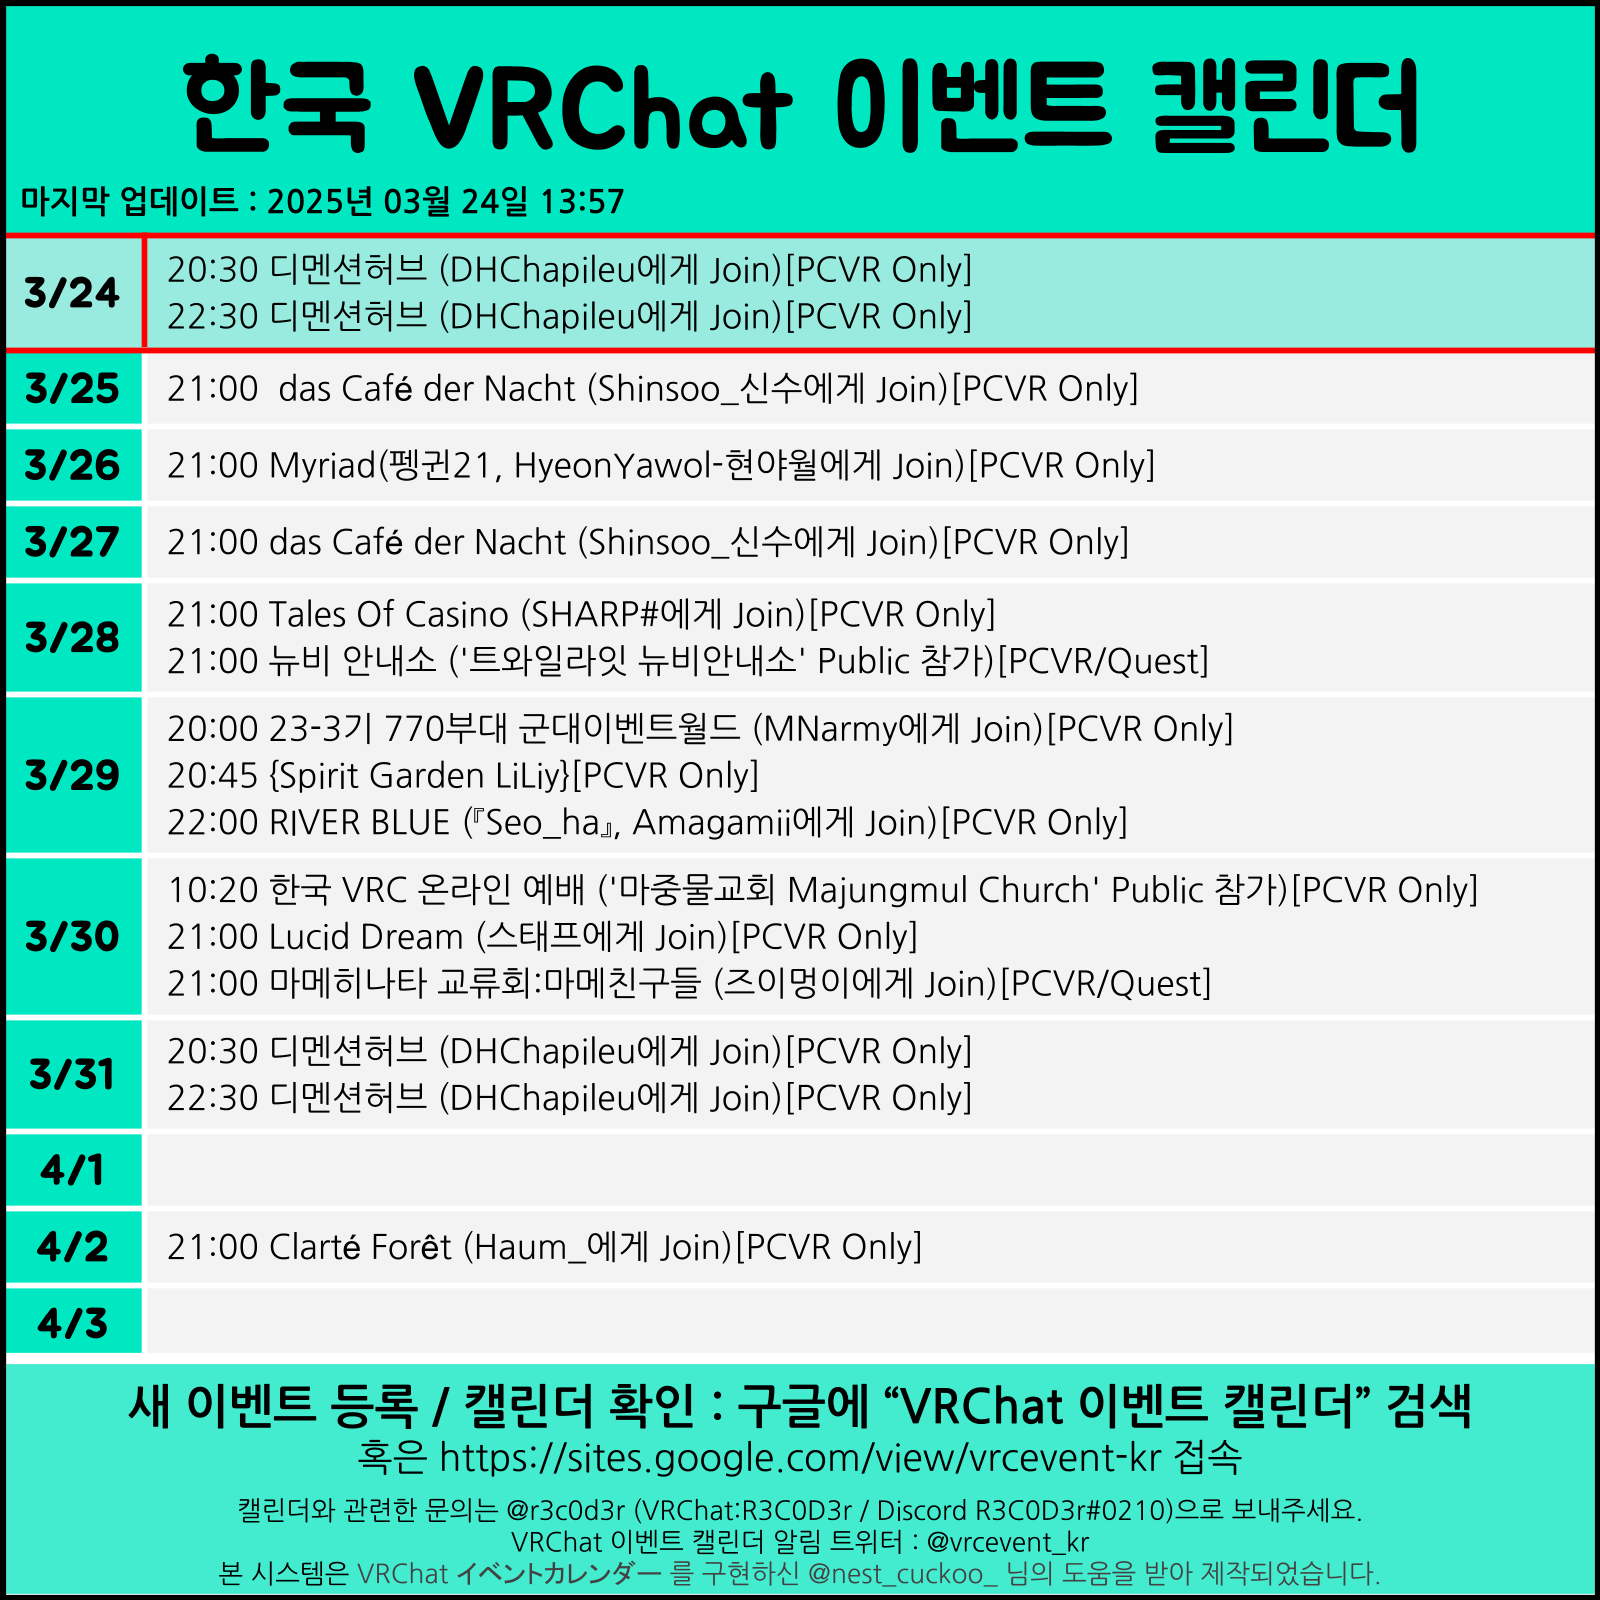 한국 VRChat 이벤트 캘린더
마지막 업데이트 : 2025년 03월 24일 13:57
3/24
20:30 디멘션허브 (DHChapileu에게 Join)[PCVR Only]
22:30 디멘션허브 (DHChapileu에게 Join)[PCVR Only]
3/25
21:00  das Café der Nacht (Shinsoo_신수에게 Join)[PCVR Only]
3/26
21:00 Myriad(펭귄21, HyeonYawol-현야월에게 Join)[PCVR Only]
3/27
21:00 das Café der Nacht (Shinsoo_신수에게 Join)[PCVR Only]
3/28
21:00 Tales Of Casino (SHARP#에게 Join)[PCVR Only]
21:00 뉴비 안내소 ('트와일라잇 뉴비안내소' Public 참가)[PCVR/Quest]
3/29
20:00 23-3기 770부대 군대이벤트월드 (MNarmy에게 Join)[PCVR Only]
20:45 {Spirit Garden LiLiy}[PCVR Only]
22:00 RIVER BLUE (『Seo_ha』, Amagamii에게 Join)[PCVR Only]
3/30
10:20 한국 VRC 온라인 예배 ('마중물교회 Majungmul Church' Public 참가)[PCVR Only]
21:00 Lucid Dream (스태프에게 Join)[PCVR Only]
21:00 마메히나타 교류회:마메친구들 (즈이멍이에게 Join)[PCVR/Quest]
3/31
20:30 디멘션허브 (DHChapileu에게 Join)[PCVR Only]
22:30 디멘션허브 (DHChapileu에게 Join)[PCVR Only]
4/1
4/2
21:00 Clarté Forêt (Haum_에게 Join)[PCVR Only]
4/3
새 이벤트 등록 / 캘린더 확인 : 구글에 “VRChat 이벤트 캘린더” 검색
혹은 https://sites.google.com/view/vrcevent-kr 접속
캘린더와 관련한 문의는 @r3c0d3r (VRChat:R3C0D3r / Discord R3C0D3r#0210)으로 보내주세요.
VRChat 이벤트 캘린더 알림 트위터 : @vrcevent_kr
본 시스템은 VRChat イベントカレンダー 를 구현하신 @nest_cuckoo_ 님의 도움을 받아 제작되었습니다.